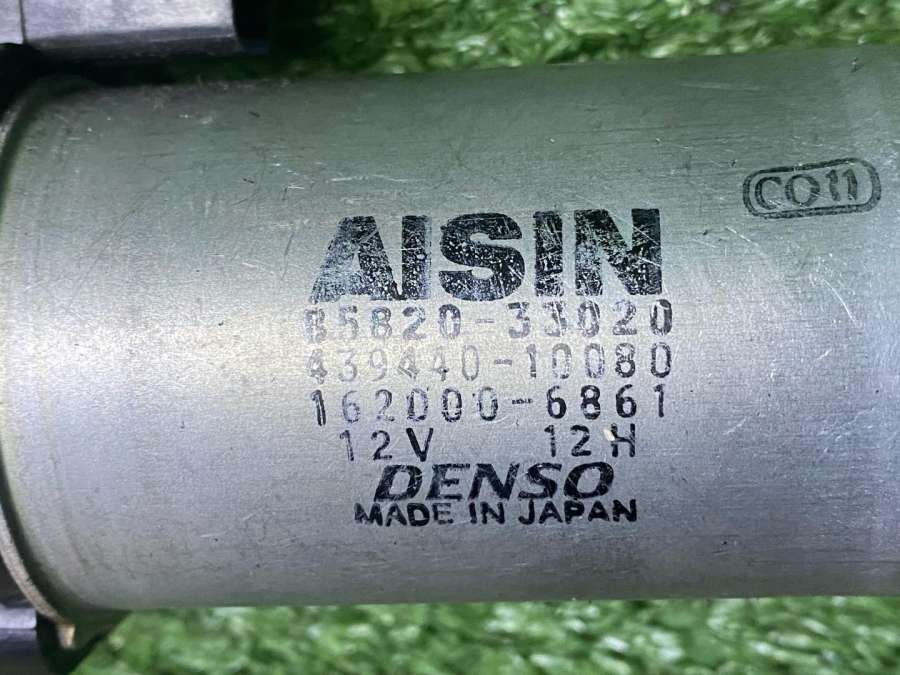 CO11
AISIN
85820-33020
439440-10080
162000-6861
12V 12H
DENSO
MADE IN JAPAN